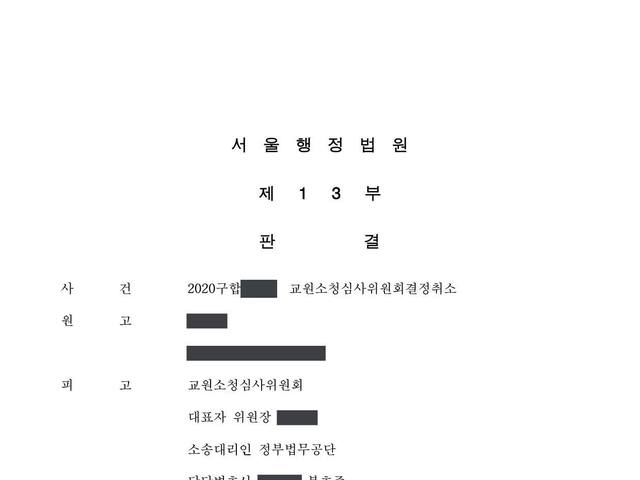 서 울 행 정 법 원
제 1 3 부
판 결
사 건 2020구합 교원소청심사위원회결정취소
원 고
피 고 교원소청심사위원회
대표자 위원장
소송대리인 정부법무공단